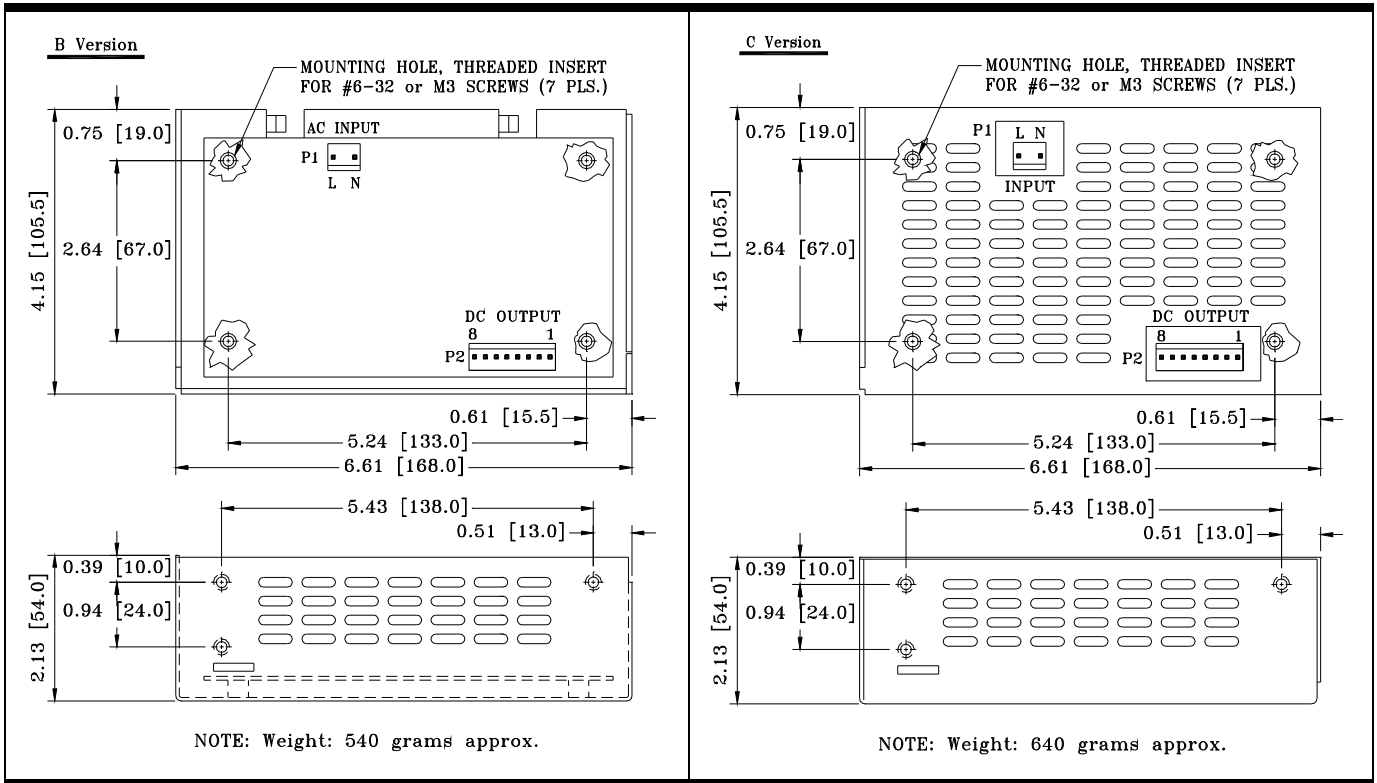 B Version
MOUNTING HOLE, THREADED INSERT
FOR #6-32 or M3 SCREWS (7 PLS.)
0.75 [19.0]
AC INPUT
P1
L N
2.64 [67.0]
4.15 [105.5]
DC OUTPUT
8 1
P2
0.61 [15.5]
5.24 [133.0]
6.61 [168.0]
5.43 [138.0]
0.51 [13.0]
0.39 [10.0]
0.94 [24.0]
2.13 [54.0]
NOTE: Weight: 540 grams approx.
C Version
MOUNTING HOLE, THREADED INSERT
FOR #6-32 or M3 SCREWS (7 PLS.)
0.75 [19.0]
P1
L N
INPUT
2.64 [67.0]
4.15 [105.5]
DC OUTPUT
8 1
P2
0.61 [15.5]
5.24 [133.0]
6.61 [168.0]
5.43 [138.0]
0.51 [13.0]
0.39 [10.0]
0.94 [24.0]
2.13 [54.0]
NOTE: Weight: 640 grams approx.